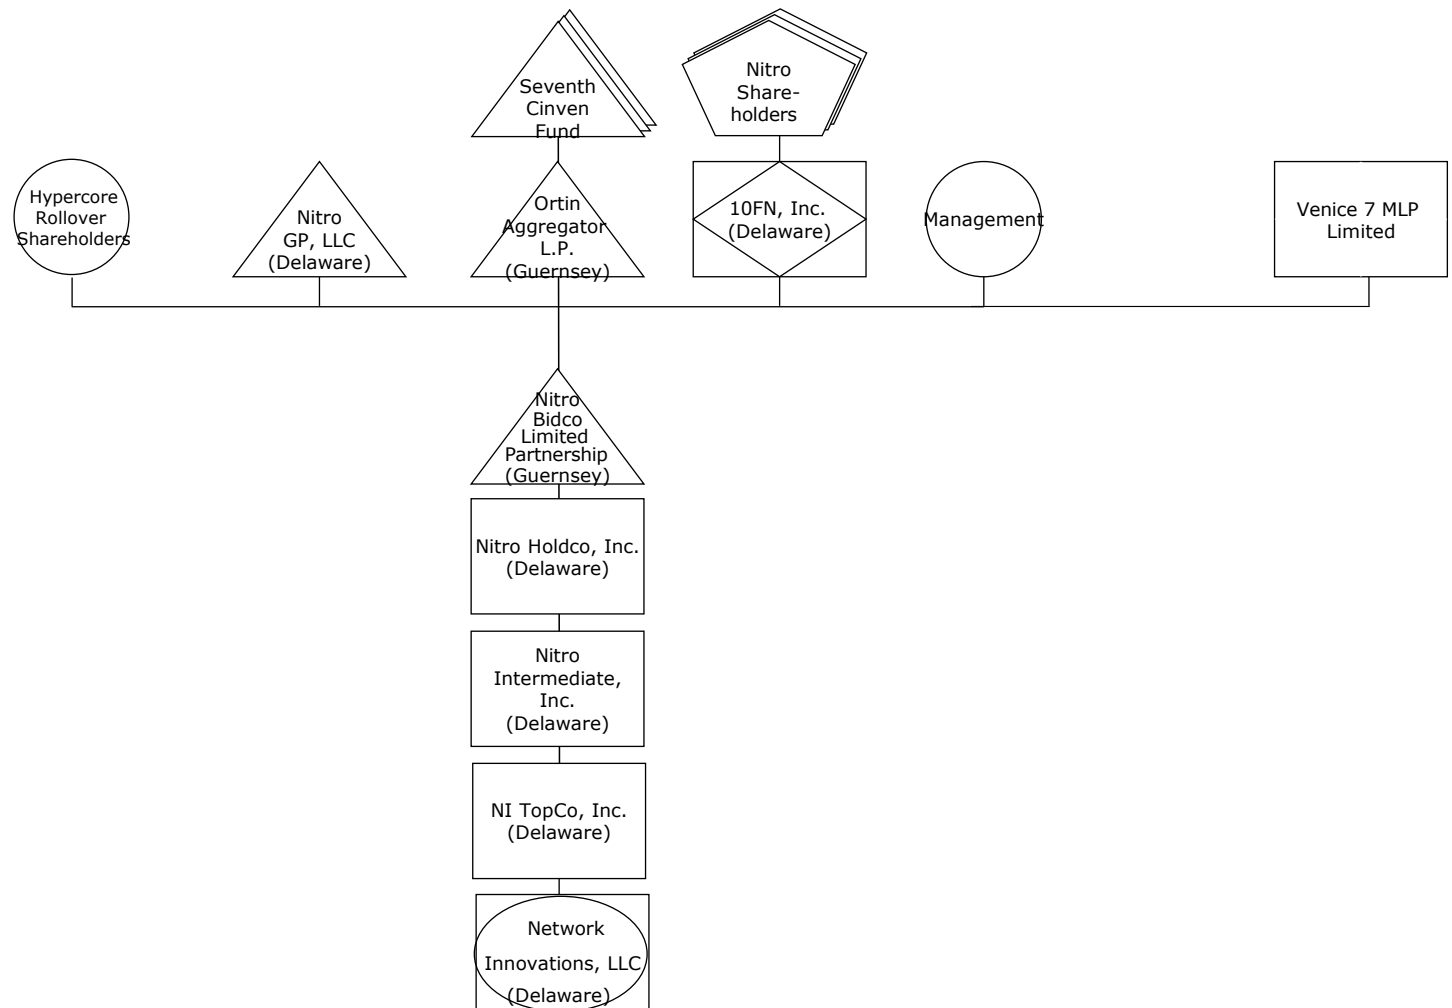 Seventh
Cinven
Fund
Nitro
Share-
holders
Hypercore
Rollover
Shareholders
Nitro
GP, LLC
(Delaware)
Ortin
Aggregator
L.P.
(Guernsey)
10FN, Inc.
(Delaware)
Management
Venice 7 MLP
Limited
Nitro
Bidco
Limited
Partnership
(Guernsey)
Nitro Holdco, Inc.
(Delaware)
Nitro
Intermediate,
Inc.
(Delaware)
NI TopCo, Inc.
(Delaware)
Network
Innovations, LLC
(Delaware)